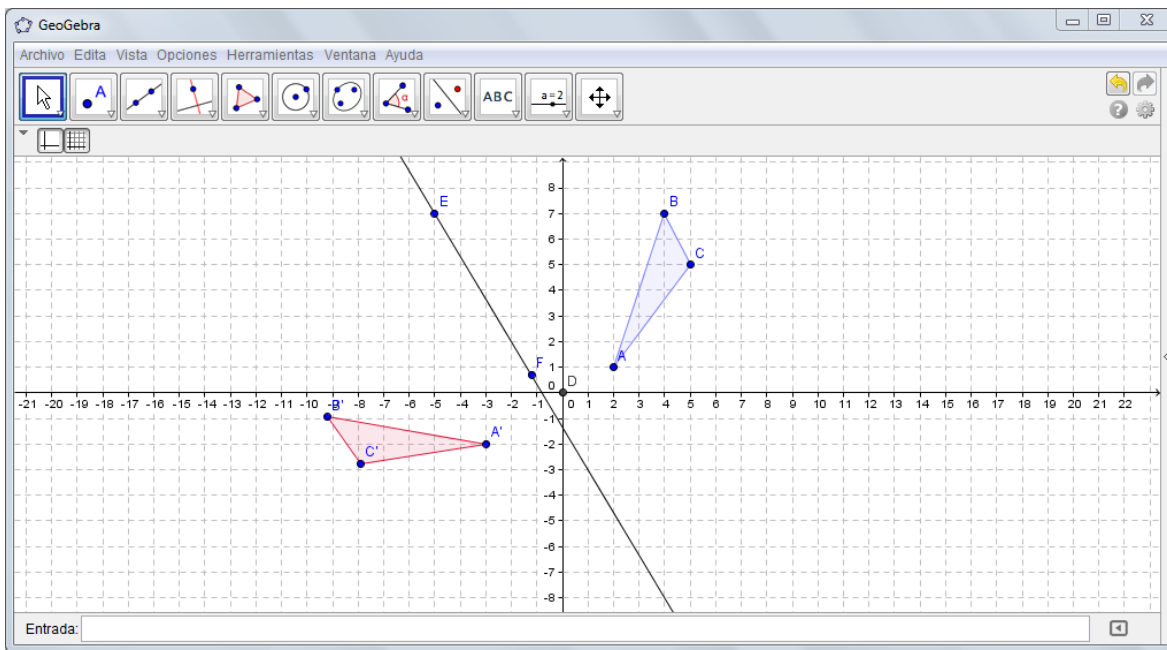 GeoGebra
Archivo Edita Vista Opciones Herramientas Ventana Ayuda
A α ABC a=2
?
8
E 7 B
6
5 C
4
3
2
F 1 A
0 D
-21 -20 -19 -18 -17 -16 -15 -14 -13 -12 -11 -10 -9 -8 -7 -6 -5 -4 -3 -2 0 1 2 3 4 5 6 7 8 9 10 11 12 13 14 15 16 17 18 19 20 21 22
B'
-1
A'
-2
C'
-3
-4
-5
-6
-7
-8
Entrada: